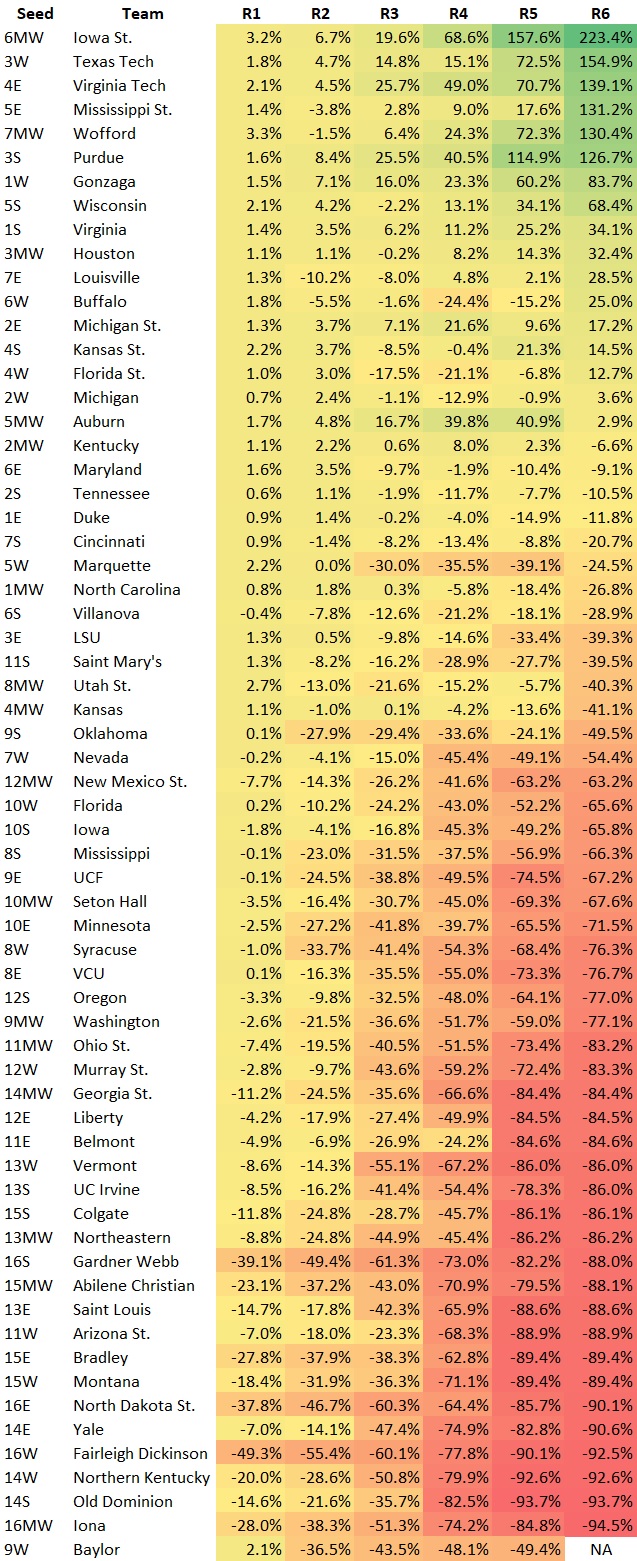 Seed Team R1 R2 R3 R4 R5 R6
6MW Iowa St. 3.2% 6.7% 19.6% 68.6% 157.6% 223.4%
3W Texas Tech 1.8% 4.7% 14.8% 15.1% 72.5% 154.9%
4E Virginia Tech 2.1% 4.5% 25.7% 49.0% 70.7% 139.1%
5E Mississippi St. 1.4% -3.8% 2.8% 9.0% 17.6% 131.2%
7MW Wofford 3.3% -1.5% 6.4% 24.3% 72.3% 130.4%
3S Purdue 1.6% 8.4% 25.5% 40.5% 114.9% 126.7%
1W Gonzaga 1.5% 7.1% 16.0% 23.3% 60.2% 83.7%
5S Wisconsin 2.1% 4.2% -2.2% 13.1% 34.1% 68.4%
1S Virginia 1.4% 3.5% 6.2% 11.2% 25.2% 34.1%
3MW Houston 1.1% 1.1% -0.2% 8.2% 14.3% 32.4%
7E Louisville 1.3% -10.2% -8.0% 4.8% 2.1% 28.5%
6W Buffalo 1.8% -5.5% -1.6% -24.4% -15.2% 25.0%
2E Michigan St. 1.3% 3.7% 7.1% 21.6% 9.6% 17.2%
4S Kansas St. 2.2% 3.7% -8.5% -0.4% 21.3% 14.5%
4W Florida St. 1.0% 3.0% -17.5% -21.1% -6.8% 12.7%
2W Michigan 0.7% 2.4% -1.1% -12.9% -0.9% 3.6%
5MW Auburn 1.7% 4.8% 16.7% 39.8% 40.9% 2.9%
2MW Kentucky 1.1% 2.2% 0.6% 8.0% 2.3% -6.6%
6E Maryland 1.6% 3.5% -9.7% -1.9% -10.4% -9.1%
2S Tennessee 0.6% 1.1% -1.9% -11.7% -7.7% -10.5%
1E Duke 0.9% 1.4% -0.2% -4.0% -14.9% -11.8%
7S Cincinnati 0.9% -1.4% -8.2% -13.4% -8.8% -20.7%
5W Marquette 2.2% 0.0% -30.0% -35.5% -39.1% -24.5%
1MW North Carolina 0.8% 1.8% 0.3% -5.8% -18.4% -26.8%
6S Villanova -0.4% -7.8% -12.6% -21.2% -18.1% -28.9%
3E LSU 1.3% 0.5% -9.8% -14.6% -33.4% -39.3%
11S Saint Mary's 1.3% -8.2% -16.2% -28.9% -27.7% -39.5%
8MW Utah St. 2.7% -13.0% -21.6% -15.2% -5.7% -40.3%
4MW Kansas 1.1% -1.0% 0.1% -4.2% -13.6% -41.1%
9S Oklahoma 0.1% -27.9% -29.4% -33.6% -24.1% -49.5%
7W Nevada -0.2% -4.1% -15.0% -45.4% -49.1% -54.4%
12MW New Mexico St. -7.7% -14.3% -26.2% -41.6% -63.2% -63.2%
10W Florida 0.2% -10.2% -24.2% -43.0% -52.2% -65.6%
10S Iowa -1.8% -4.1% -16.8% -45.3% -49.2% -65.8%
8S Mississippi -0.1% -23.0% -31.5% -37.5% -56.9% -66.3%
9E UCF -0.1% -24.5% -38.8% -49.5% -74.5% -67.2%
10MW Seton Hall -3.5% -16.4% -30.7% -45.0% -69.3% -67.6%
10E Minnesota -2.5% -27.2% -41.8% -39.7% -65.5% -71.5%
8W Syracuse -1.0% -33.7% -41.4% -54.3% -68.4% -76.3%
8E VCU 0.1% -16.3% -35.5% -55.0% -73.3% -76.7%
12S Oregon -3.3% -9.8% -32.5% -48.0% -64.1% -77.0%
9MW Washington -2.6% -21.5% -36.6% -51.7% -59.0% -77.1%
11MW Ohio St. -7.4% -19.5% -40.5% -51.5% -73.4% -83.2%
12W Murray St. -2.8% -9.7% -43.6% -59.2% -72.4% -83.3%
14MW Georgia St. -11.2% -24.5% -35.6% -66.6% -84.4% -84.4%
12E Liberty -4.2% -17.9% -27.4% -49.9% -84.5% -84.5%
11E Belmont -4.9% -6.9% -26.9% -24.2% -84.6% -84.6%
13W Vermont -8.6% -14.3% -55.1% -67.2% -86.0% -86.0%
13S UC Irvine -8.5% -16.2% -41.4% -54.4% -78.3% -86.0%
15S Colgate -11.8% -24.8% -28.7% -45.7% -86.1% -86.1%
13MW Northeastern -8.8% -24.8% -44.9% -45.4% -86.2% -86.2%
16S Gardner Webb -39.1% -49.4% -61.3% -73.0% -82.2% -88.0%
15MW Abilene Christian -23.1% -37.2% -43.0% -70.9% -79.5% -88.1%
13E Saint Louis -14.7% -17.8% -42.3% -65.9% -88.6% -88.6%
11W Arizona St. -7.0% -18.0% -23.3% -68.3% -88.9% -88.9%
15E Bradley -27.8% -37.9% -38.3% -62.8% -89.4% -89.4%
15W Montana -18.4% -31.9% -36.3% -71.1% -89.4% -89.4%
16E North Dakota St. -37.8% -46.7% -60.3% -64.4% -85.7% -90.1%
14E Yale -7.0% -14.1% -47.4% -74.9% -82.8% -90.6%
16W Fairleigh Dickinson -49.3% -55.4% -60.1% -77.8% -90.1% -92.5%
14W Northern Kentucky -20.0% -28.6% -50.8% -79.9% -92.6% -92.6%
14S Old Dominion -14.6% -21.6% -35.7% -82.5% -93.7% -93.7%
16MW Iona -28.0% -38.3% -51.3% -74.2% -84.8% -94.5%
9W Baylor 2.1% -36.5% -43.5% -48.1% -49.4% NA